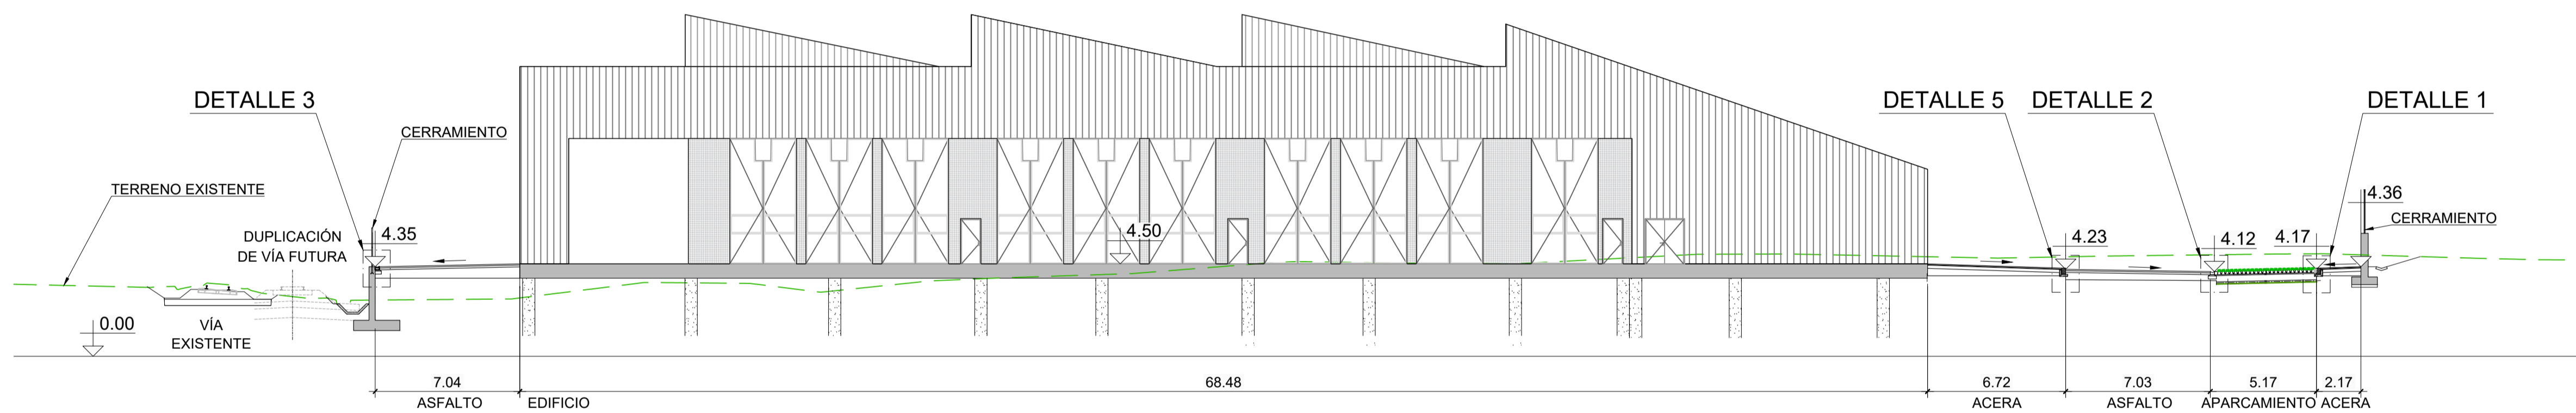 DETALLE 3
DETALLE 5
DETALLE 2
DETALLE 1
CERRAMIENTO
TERRENO EXISTENTE
4.36
CERRAMIENTO
DUPLICACIÓN
DE VÍA FUTURA
4.35
4.50
4.23
4.12
4.17
0.00
VÍA
EXISTENTE
7.04
68.48
6.72
7.03
5.17
2.17
ASFALTO
EDIFICIO
ACERA
ASFALTO
APARCAMIENTO
ACERA